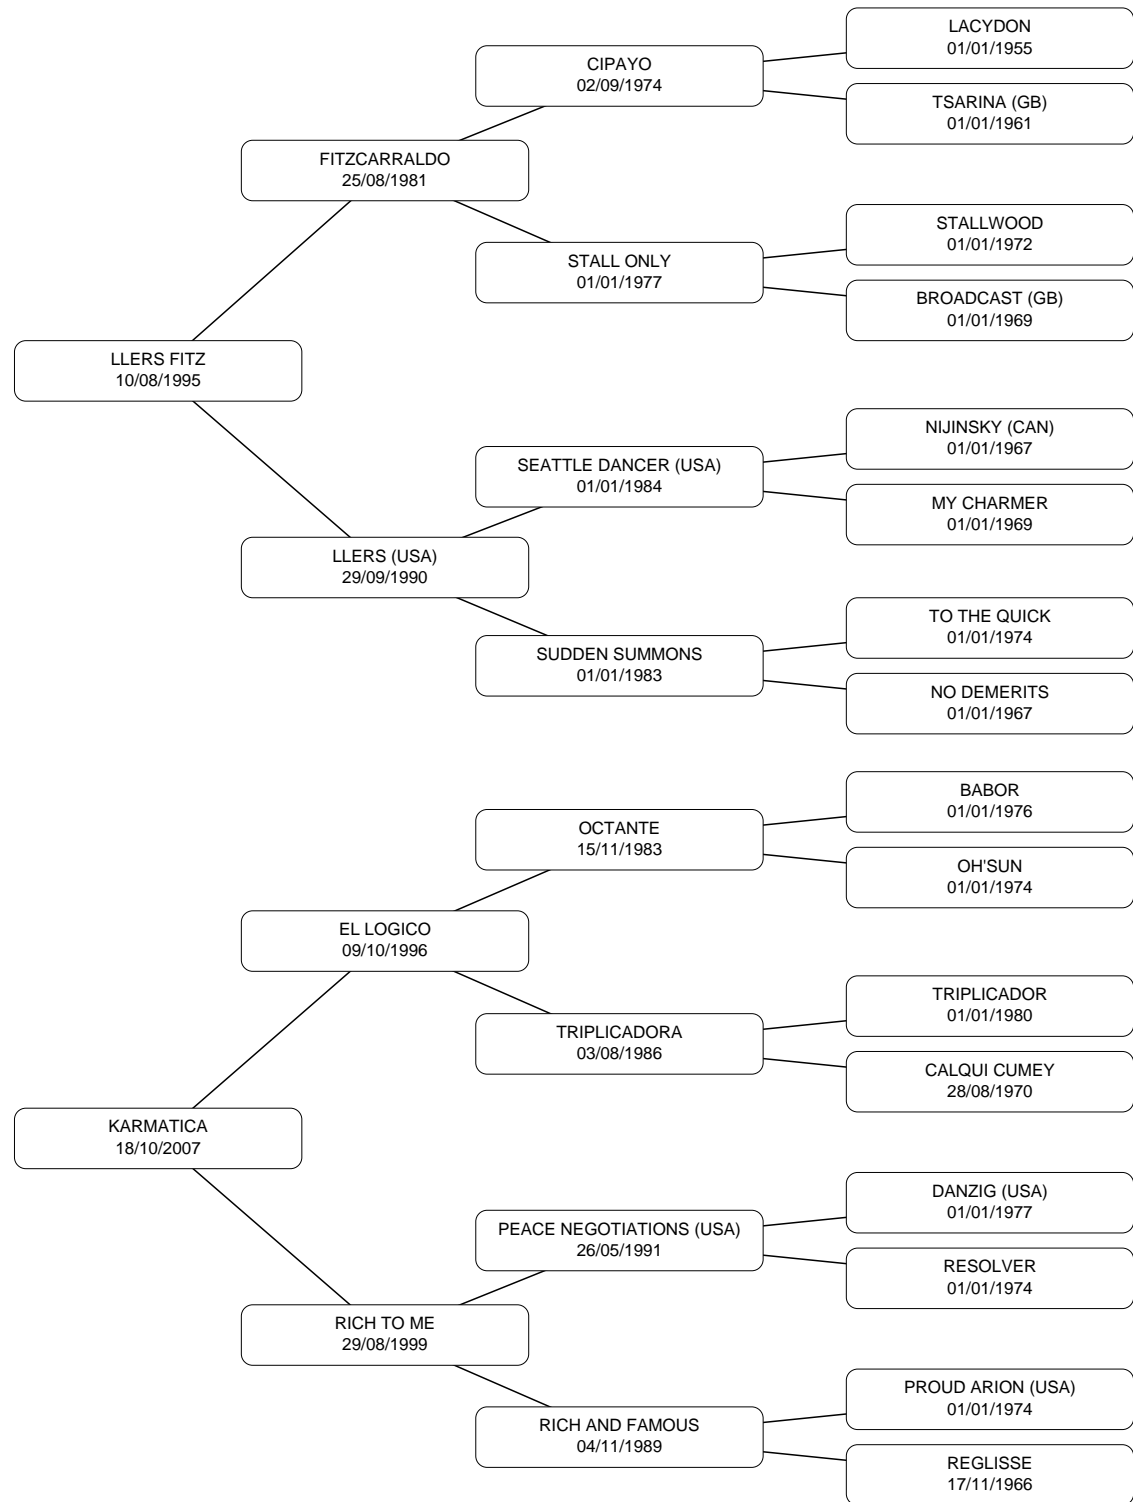 LACYDON
01/01/1955
CIPAYO
02/09/1974
TSARINA (GB)
01/01/1961
FITZCARRALDO
25/08/1981
STALLWOOD
01/01/1972
STALL ONLY
01/01/1977
BROADCAST (GB)
01/01/1969
LLERS FITZ
10/08/1995
NIJINSKY (CAN)
01/01/1967
SEATTLE DANCER (USA)
01/01/1984
MY CHARMER
01/01/1969
LLERS (USA)
29/09/1990
TO THE QUICK
01/01/1974
SUDDEN SUMMONS
01/01/1983
NO DEMERITS
01/01/1967
BABOR
01/01/1976
OCTANTE
15/11/1983
OH'SUN
01/01/1974
EL LOGICO
09/10/1996
TRIPLICADOR
01/01/1980
TRIPLICADORA
03/08/1986
CALQUI CUMEY
28/08/1970
KARMATICA
18/10/2007
DANZIG (USA)
01/01/1977
PEACE NEGOTIATIONS (USA)
26/05/1991
RESOLVER
01/01/1974
RICH TO ME
29/08/1999
PROUD ARION (USA)
01/01/1974
RICH AND FAMOUS
04/11/1989
REGLISSE
17/11/1966